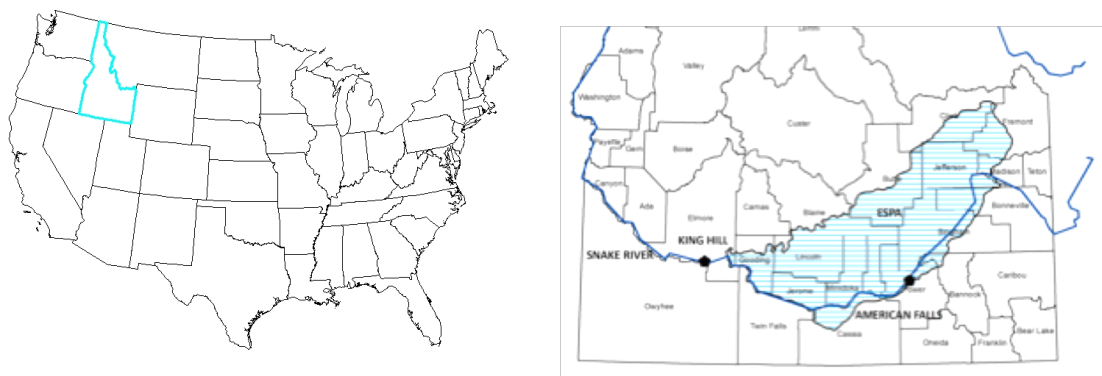 Lemhi
Adams
Valley
Washington
Custer
Clark
Fremont
Payette
Gem
Boise
Butte
Jefferson
Madison
Teton
Canyon
Ada
Elmore
Camas
Blaine
ESPA
Bonneville
Bingham
KING HILL
SNAKE RIVER
Gooding
Lincoln
Caribou
Jerome
Minidoka
Power
Bannock
Owyhee
AMERICAN FALLS
Twin Falls
Cassia
Bear Lake
Oneida
Franklin